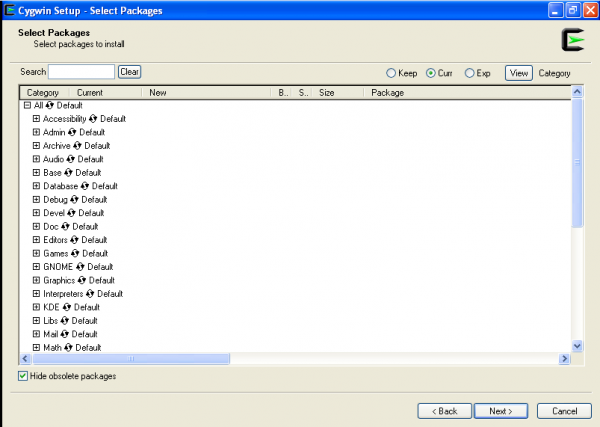 Cygwin Setup - Select Packages
Select Packages
Select packages to install
Search Clear Keep Curr Exp View Category
Category Current New B.. S.. Size Package
All Default
Accessibility Default
Admin Default
Archive Default
Audio Default
Base Default
Database Default
Debug Default
Devel Default
Doc Default
Editors Default
Games Default
GNOME Default
Graphics Default
Interpreters Default
KDE Default
Libs Default
Mail Default
Math Default
Hide obsolete packages
< Back Next > Cancel